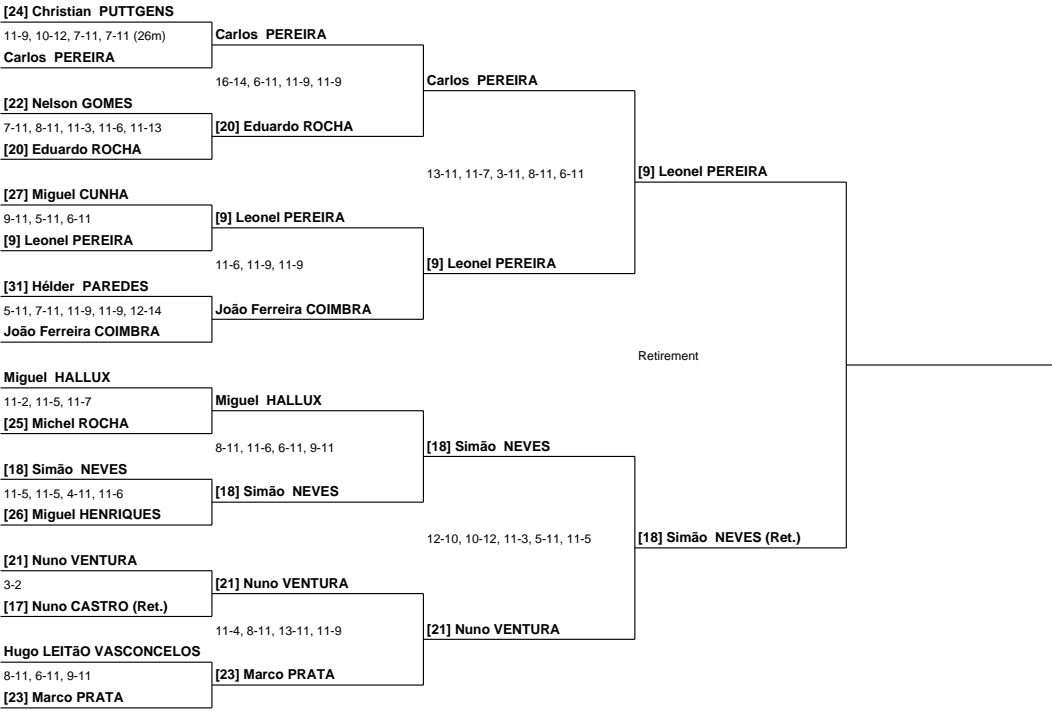 [24] Christian PUTTGENS
11-9, 10-12, 7-11, 7-11 (26m)
Carlos PEREIRA
[22] Nelson GOMES
7-11, 8-11, 11-3, 11-6, 11-13
[20] Eduardo ROCHA
[27] Miguel CUNHA
9-11, 5-11, 6-11
[9] Leonel PEREIRA
[31] Hélder PAREDES
5-11, 7-11, 11-9, 11-9, 12-14
João Ferreira COIMBRA
Miguel HALLUX
11-2, 11-5, 11-7
[25] Michel ROCHA
[18] Simão NEVES
11-5, 11-5, 4-11, 11-6
[26] Miguel HENRIQUES
[21] Nuno VENTURA
3-2
[17] Nuno CASTRO (Ret.)
Hugo LEITãO VASCONCELOS
8-11, 6-11, 9-11
[23] Marco PRATA
Carlos PEREIRA
16-14, 6-11, 11-9, 11-9
[20] Eduardo ROCHA
[9] Leonel PEREIRA
11-6, 11-9, 11-9
João Ferreira COIMBRA
Miguel HALLUX
8-11, 11-6, 6-11, 9-11
[18] Simão NEVES
[21] Nuno VENTURA
11-4, 8-11, 13-11, 11-9
[23] Marco PRATA
Carlos PEREIRA
13-11, 11-7, 3-11, 8-11, 6-11
[9] Leonel PEREIRA
[18] Simão NEVES
12-10, 10-12, 11-3, 5-11, 11-5
[21] Nuno VENTURA
[9] Leonel PEREIRA
Retirement
[18] Simão NEVES (Ret.)